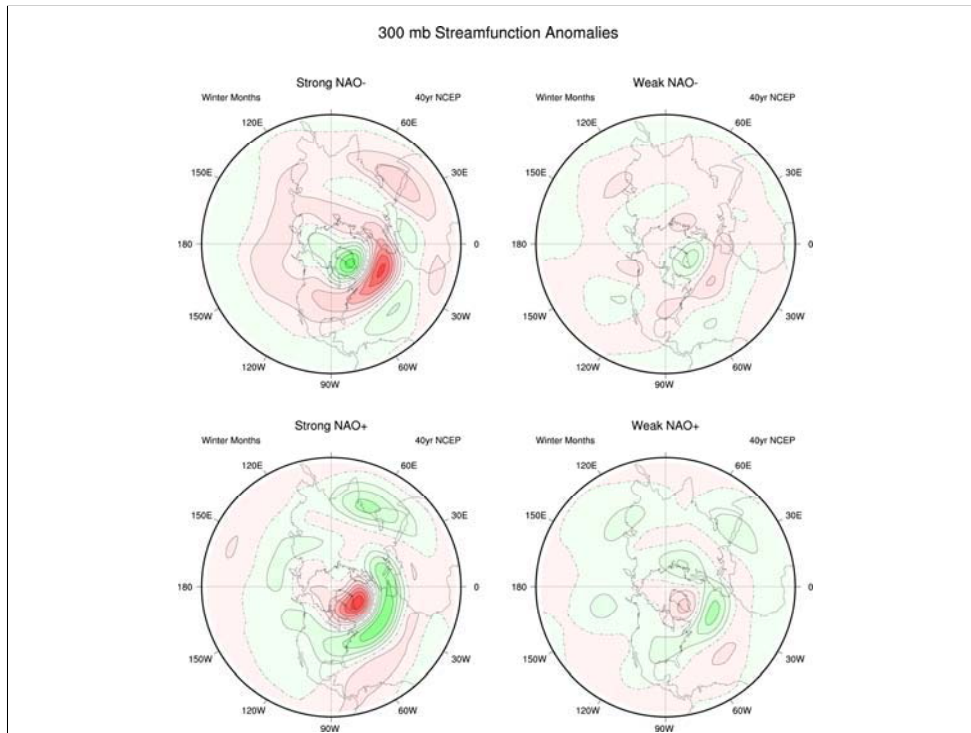 300 mb Streamfunction Anomalies
Strong NAO-
Winter Months
40yr NCEP
120E
60E
150E
30E
180
0
150W
30W
120W
60W
90W
Weak NAO-
Winter Months
40yr NCEP
120E
60E
150E
30E
180
0
150W
30W
120W
60W
90W
Strong NAO+
Winter Months
40yr NCEP
120E
60E
150E
30E
180
0
150W
30W
120W
60W
90W
Weak NAO+
Winter Months
40yr NCEP
120E
60E
150E
30E
180
0
150W
30W
120W
60W
90W